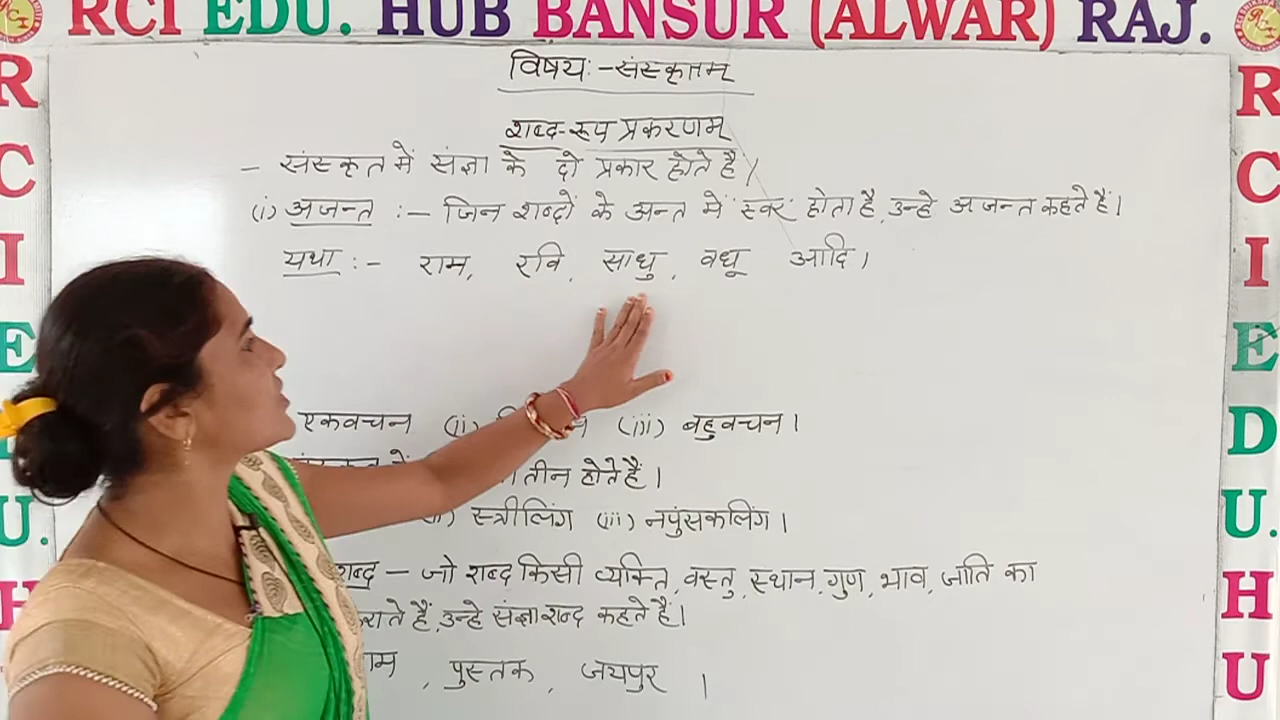 RCI EDU. HUB BANSUR (ALWAR) RAJ.
विषयः-संस्कृतम्
शब्द-रूप प्रकरणम्
- संस्कृत में संज्ञा के दो प्रकार होते है।
(i) अजन्त :- जिन शब्दों के अन्त में स्वर होता है, उन्हे अजन्त कहते हैं।
यथा :- राम, रवि, साधु, वधू आदि।
एकवचन (ii) (iii) बहुवचन।
तीन होते हैं।
स्त्रीलिंग (iii) नपुंसकलिंग।
शब्द - जो शब्द किसी व्यक्ति, वस्तु, स्थान, गुण, भाव, जाति का
राते हैं, उन्हे संज्ञा शब्द कहते हैं।
, पुस्तक, जयपुर ।
R
C
I
E
U.
H
R
C
I
E
D
U.
H
U